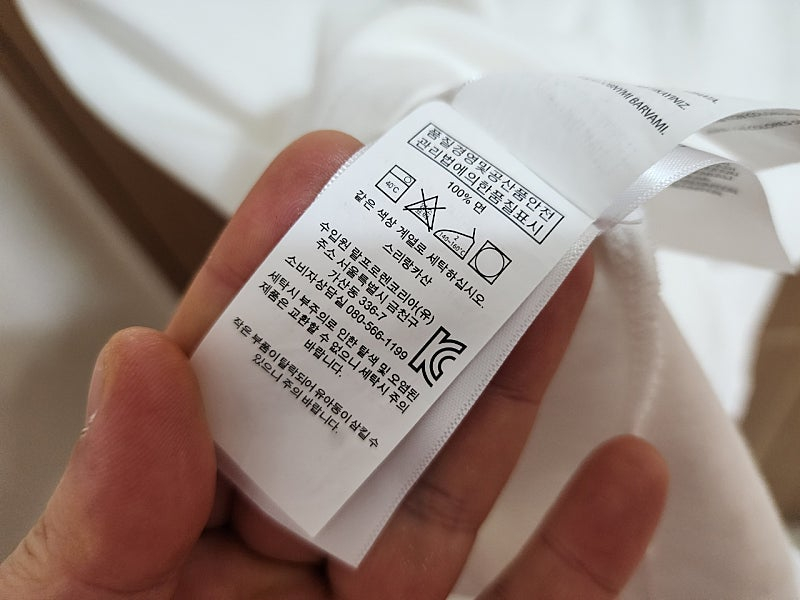 품질경영및공산품안전
관리법에의한품질표시
100% 면
40°C
2
140-160°C
같은 색상 계열로 세탁하십시오.
스리랑카산
수입원 랄프로렌코리아(유)
주소 서울특별시 금천구
가산동 336-7
소비자상담실 080-566-1199
세탁시 부주의로 인한 탈색 및 오염된
제품은 교환할 수 없으니 세탁시 주의
바랍니다.
작은 부품이 탈락되어 유아동이 삼킬 수
있으니 주의 바랍니다.
BARVAMI.